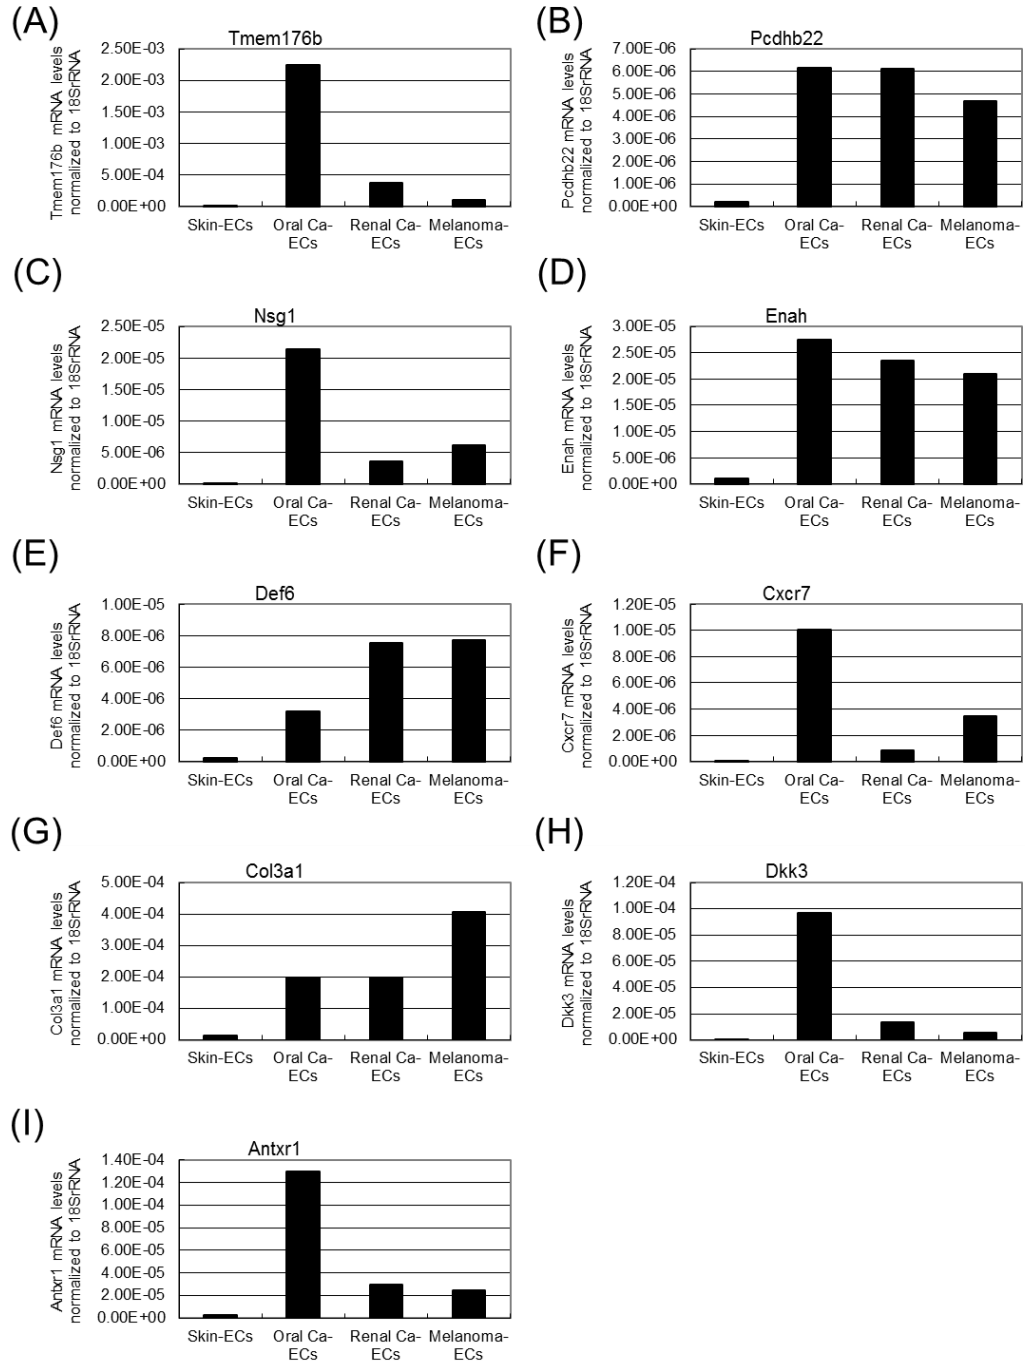 (A)
Tmem176b
Tmem176b mRNA levels
normalized to 18SrRNA
2.50E-03
2.00E-03
1.50E-03
1.00E-03
5.00E-04
0.00E+00
Skin-ECs Oral Ca- Renal Ca- Melanoma-
ECs ECs ECs
(B)
Pcdhb22
Pcdhb22 mRNA levels
normalized to 18SrRNA
7.00E-06
6.00E-06
5.00E-06
4.00E-06
3.00E-06
2.00E-06
1.00E-06
0.00E+00
Skin-ECs Oral Ca- Renal Ca- Melanoma-
ECs ECs ECs
(C)
Nsg1
Nsg1 mRNA levels
normalized to 18SrRNA
2.50E-05
2.00E-05
1.50E-05
1.00E-05
5.00E-06
0.00E+00
Skin-ECs Oral Ca- Renal Ca- Melanoma-
ECs ECs ECs
(D)
Enah
Enah mRNA levels
normalized to 18SrRNA
3.00E-05
2.50E-05
2.00E-05
1.50E-05
1.00E-05
5.00E-06
0.00E+00
Skin-ECs Oral Ca- Renal Ca- Melanoma-
ECs ECs ECs
(E)
Def6
Def6 mRNA levels
normalized to 18SrRNA
1.00E-05
8.00E-06
6.00E-06
4.00E-06
2.00E-06
0.00E+00
Skin-ECs Oral Ca- Renal Ca- Melanoma-
ECs ECs ECs
(F)
Cxcr7
Cxcr7 mRNA levels
normalized to 18SrRNA
1.20E-05
1.00E-05
8.00E-06
6.00E-06
4.00E-06
2.00E-06
0.00E+00
Skin-ECs Oral Ca- Renal Ca- Melanoma-
ECs ECs ECs
(G)
Col3a1
Col3a1 mRNA levels
normalized to 18SrRNA
5.00E-04
4.00E-04
3.00E-04
2.00E-04
1.00E-04
0.00E+00
Skin-ECs Oral Ca- Renal Ca- Melanoma-
ECs ECs ECs
(H)
Dkk3
Dkk3 mRNA levels
normalized to 18SrRNA
1.20E-04
1.00E-04
8.00E-05
6.00E-05
4.00E-05
2.00E-05
0.00E+00
Skin-ECs Oral Ca- Renal Ca- Melanoma-
ECs ECs ECs
(I)
Antxr1
Antxr1 mRNA levels
normalized to 18SrRNA
1.40E-04
1.20E-04
1.00E-04
8.00E-05
6.00E-05
4.00E-05
2.00E-05
0.00E+00
Skin-ECs Oral Ca- Renal Ca- Melanoma-
ECs ECs ECs